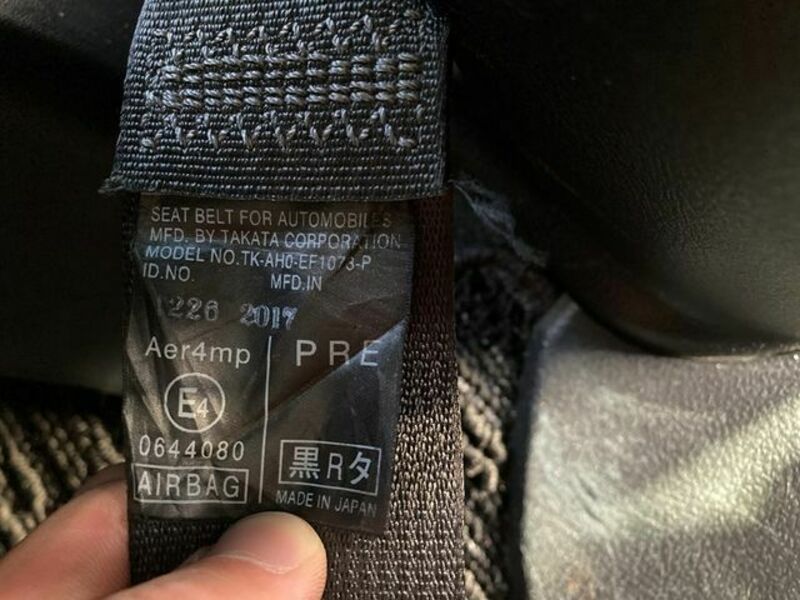 SEAT BELT FOR AUTOMOBILES
MFD. BY TAKATA CORPORATION
MODEL NO.TK-AH0-EF1073-P
ID.NO. MFD.IN
1226 2017
Aer4mp PRE
E4
0644080
黒Rタ
AIRBAG
MADE IN JAPAN